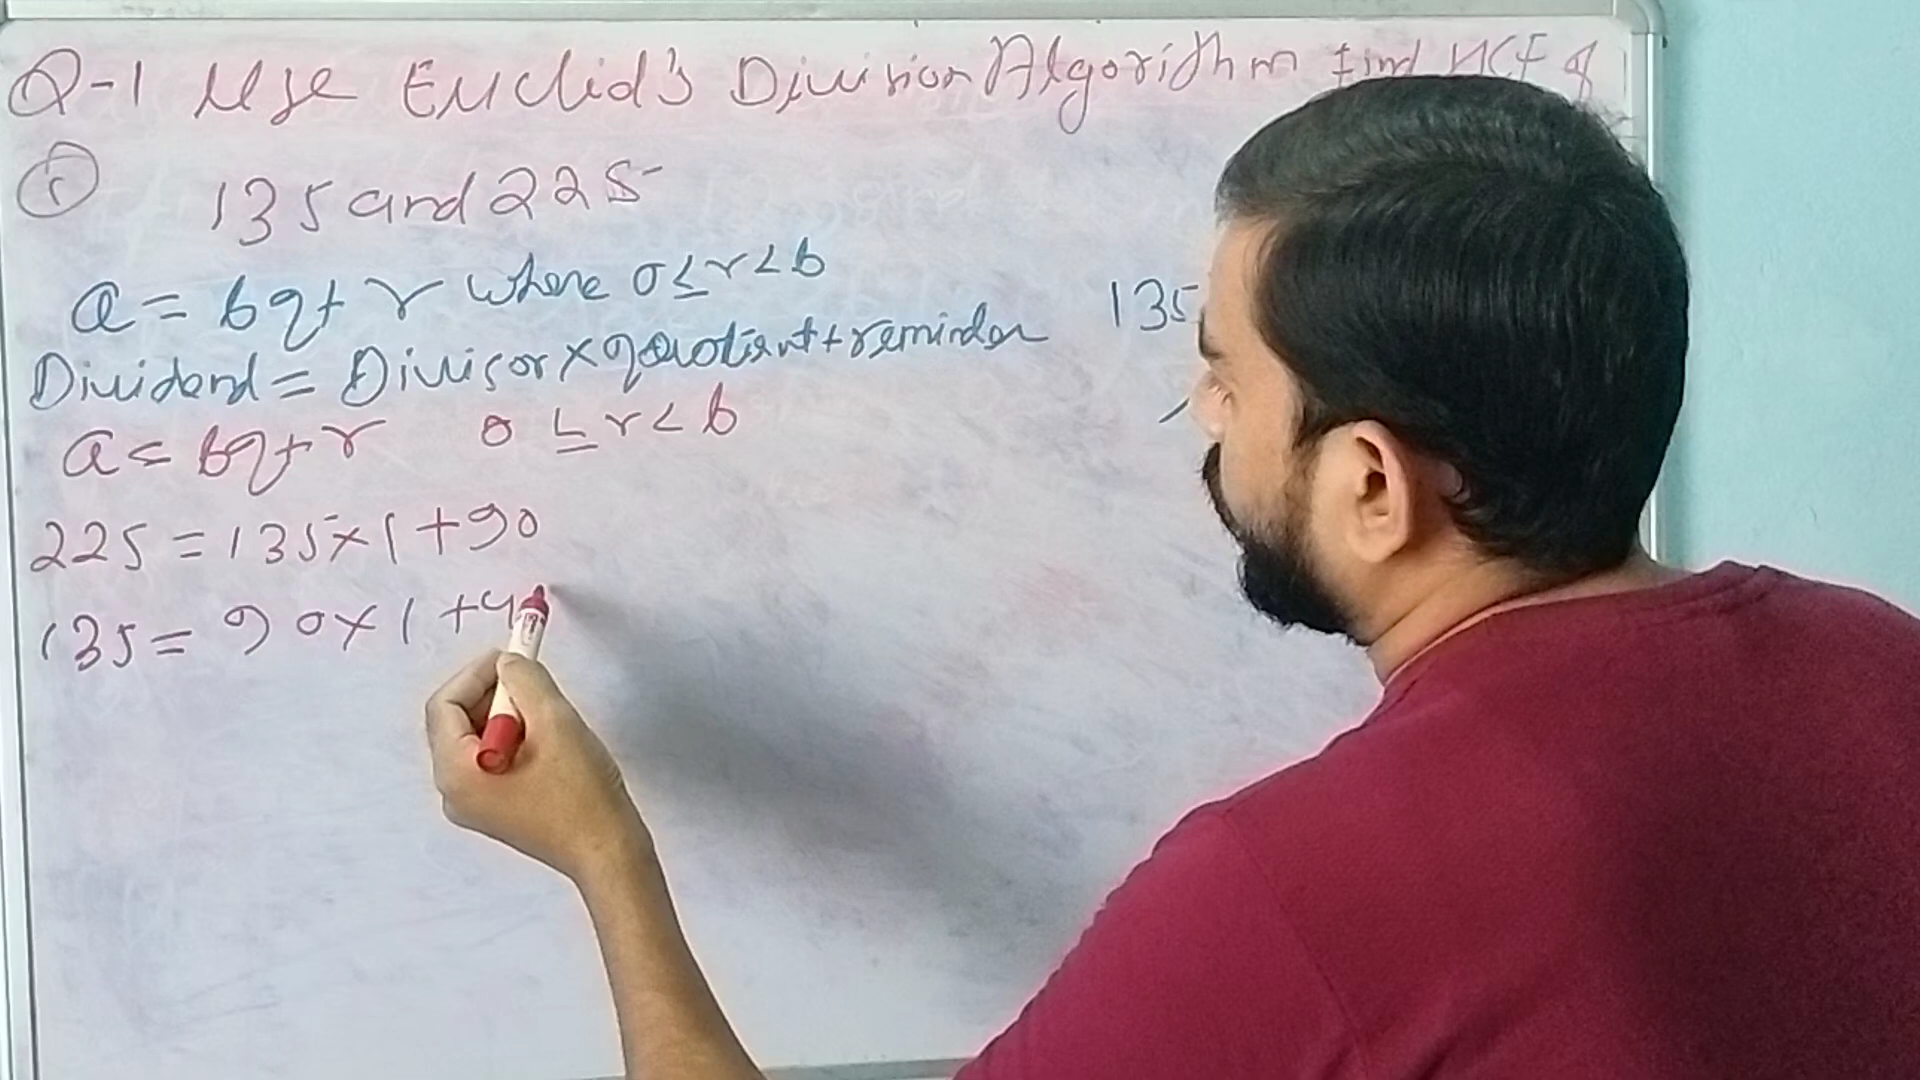 Q-1 Use Euclid's Division Algorithm find HCF of
(i) 135 and 225
a = bq + r where 0 ≤ r < b
Dividend = Divisor × quotient + reminder
135
a = bq + r 0 ≤ r < b
225 = 135 × 1 + 90
135 = 90 × 1 + 4